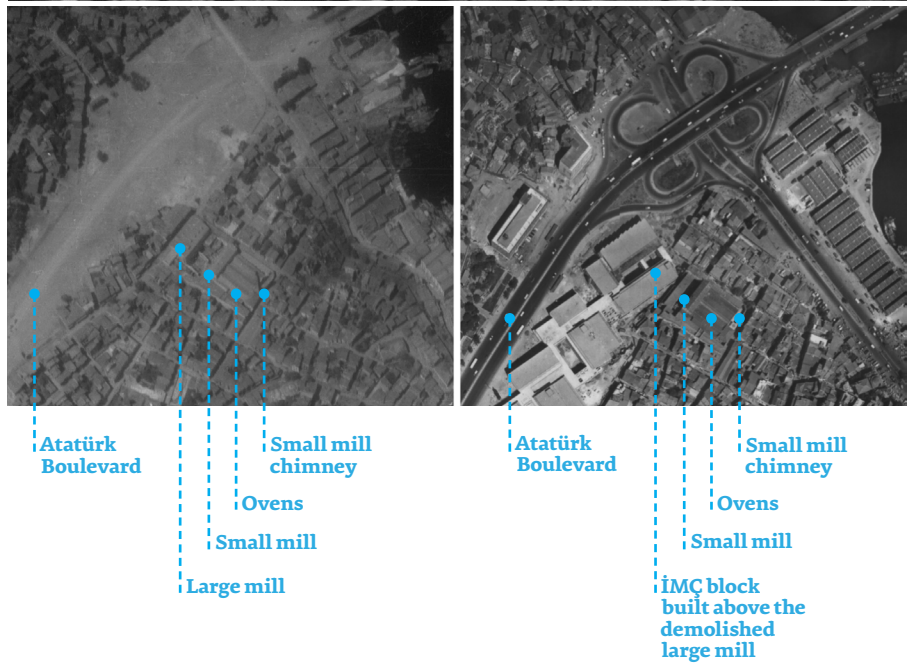 Atatürk
Boulevard
Small mill
chimney
Ovens
Small mill
Large mill
Atatürk
Boulevard
Small mill
chimney
Ovens
Small mill
İMÇ block
built above the
demolished
large mill